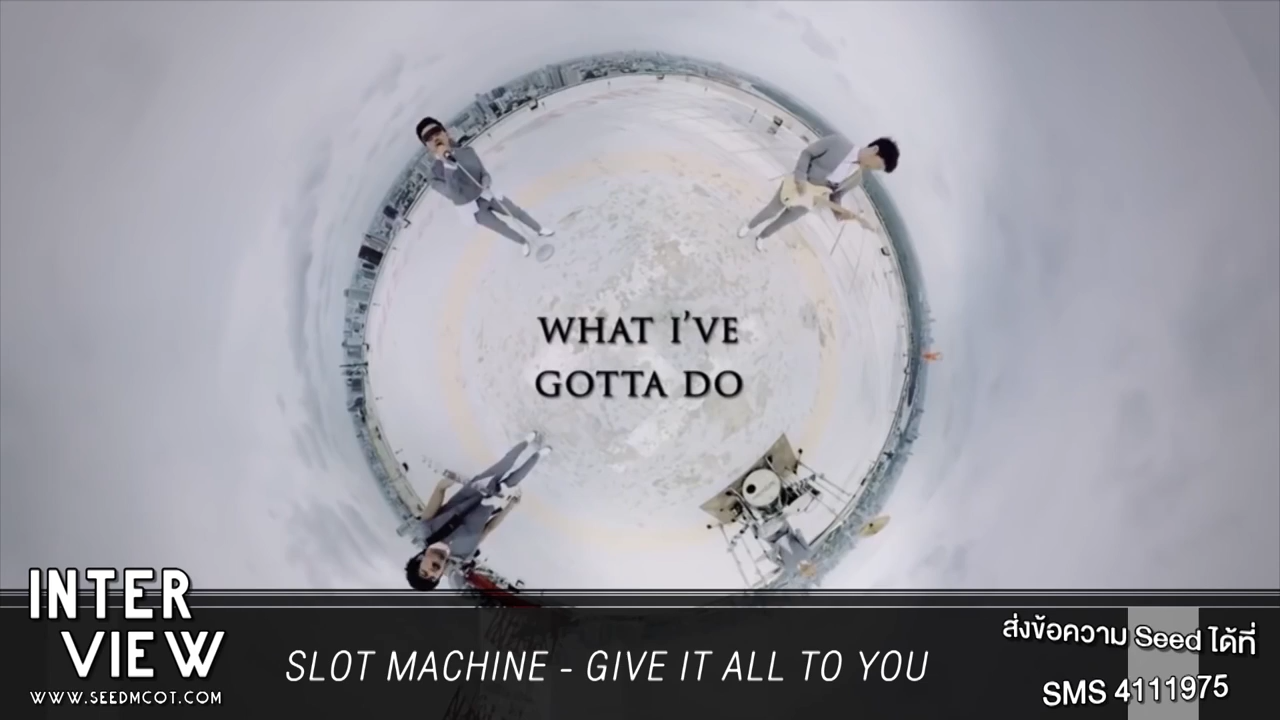 WHAT I'VE
GOTTA DO
INTER
VIEW
WWW.SEEDMCOT.COM
SLOT MACHINE - GIVE IT ALL TO YOU
ส่งข้อความ Seed ได้ที่
SMS 4111975